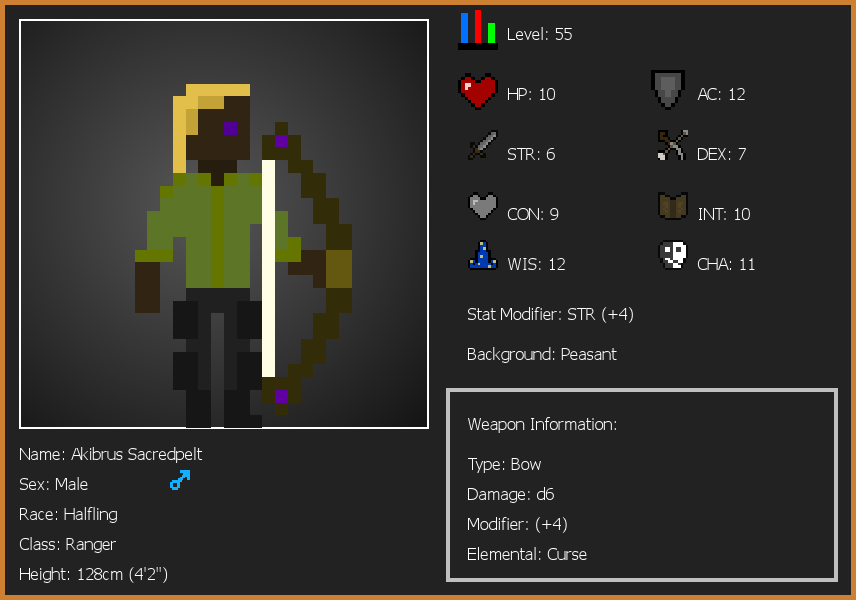 Level: 55
HP: 10
AC: 12
STR: 6
DEX: 7
CON: 9
INT: 10
WIS: 12
CHA: 11
Stat Modifier: STR (+4)
Background: Peasant
Weapon Information:
Type: Bow
Damage: d6
Modifier: (+4)
Elemental: Curse
Name: Akibrus Sacredpelt
Sex: Male
Race: Halfling
Class: Ranger
Height: 128cm (4'2")